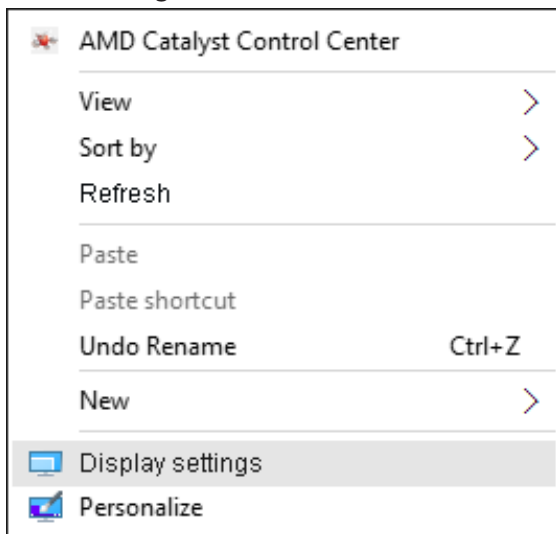 AMD Catalyst Control Center
View
Sort by
Refresh
Paste
Paste shortcut
Undo Rename Ctrl+Z
New
Display settings
Personalize